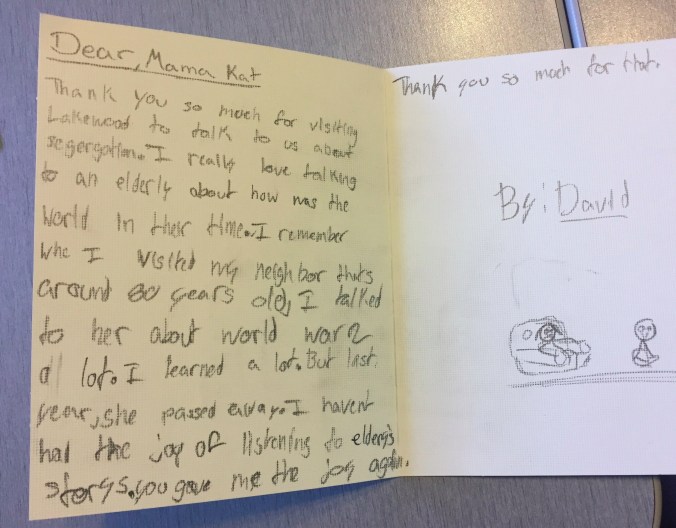 Dear, Mama Kat
Thank you so much for visiting
Lakewood to talk to us about
segergation. I really love talking
to an elderly about how was the
world in their time. I remember
whe I visited my neighbor thats
around 80 years old, I talked
to her about world war 2
a lot. I learned a lot. But last
year, she passed away. I havent
had the joy of listening to elderys
storys. you gave me the joy again.
Thank you so much for that.
By: David